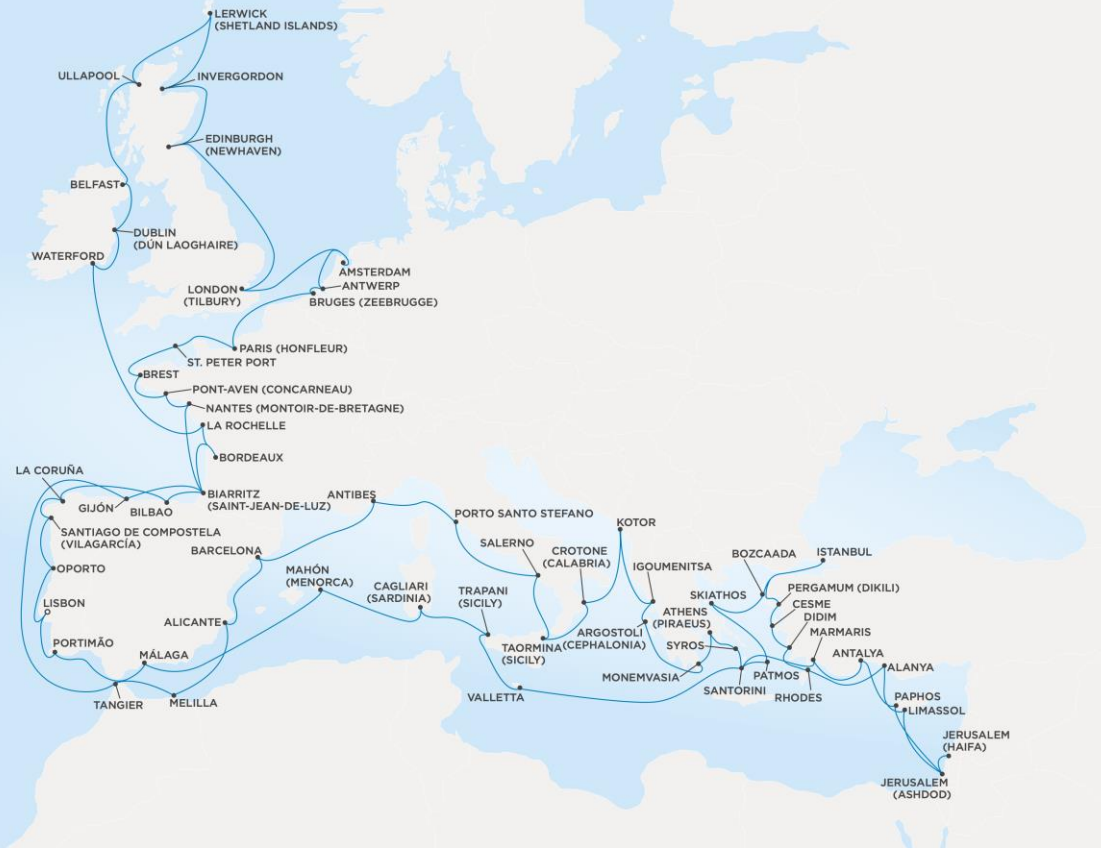 LERWICK
(SHETLAND ISLANDS)
ULLAPOOL
INVERGORDON
EDINBURGH
(NEWHAVEN)
BELFAST
DUBLIN
(DÚN LAOGHAIRE)
WATERFORD
AMSTERDAM
ANTWERP
LONDON
(TILBURY)
BRUGES (ZEEBRUGGE)
PARIS (HONFLEUR)
ST. PETER PORT
BREST
PONT-AVEN (CONCARNEAU)
NANTES (MONTOIR-DE-BRETAGNE)
LA ROCHELLE
BORDEAUX
LA CORUÑA
BIARRITZ
(SAINT-JEAN-DE-LUZ)
GIJÓN
BILBAO
ANTIBES
SANTIAGO DE COMPOSTELA
(VILAGARCÍA)
PORTO SANTO STEFANO
KOTOR
BARCELONA
SALERNO
CROTONE
(CALABRIA)
BOZCAADA
ISTANBUL
OPORTO
MAHÓN
(MENORCA)
CAGLIARI
(SARDINIA)
TRAPANI
(SICILY)
IGOUMENITSA
SKIATHOS
PERGAMUM (DIKILI)
LISBON
CESME
ATHENS
(PIRAEUS)
DIDIM
ALICANTE
ARGOSTOLI
(CEPHALONIA)
MARMARIS
PORTIMÃO
TAORMINA
(SICILY)
SYROS
ANTALYA
MÁLAGA
ALANYA
MONEMVASIA
PATMOS
SANTORINI
RHODES
TANGIER
MELILLA
VALLETTA
PAPHOS
LIMASSOL
JERUSALEM
(HAIFA)
JERUSALEM
(ASHDOD)